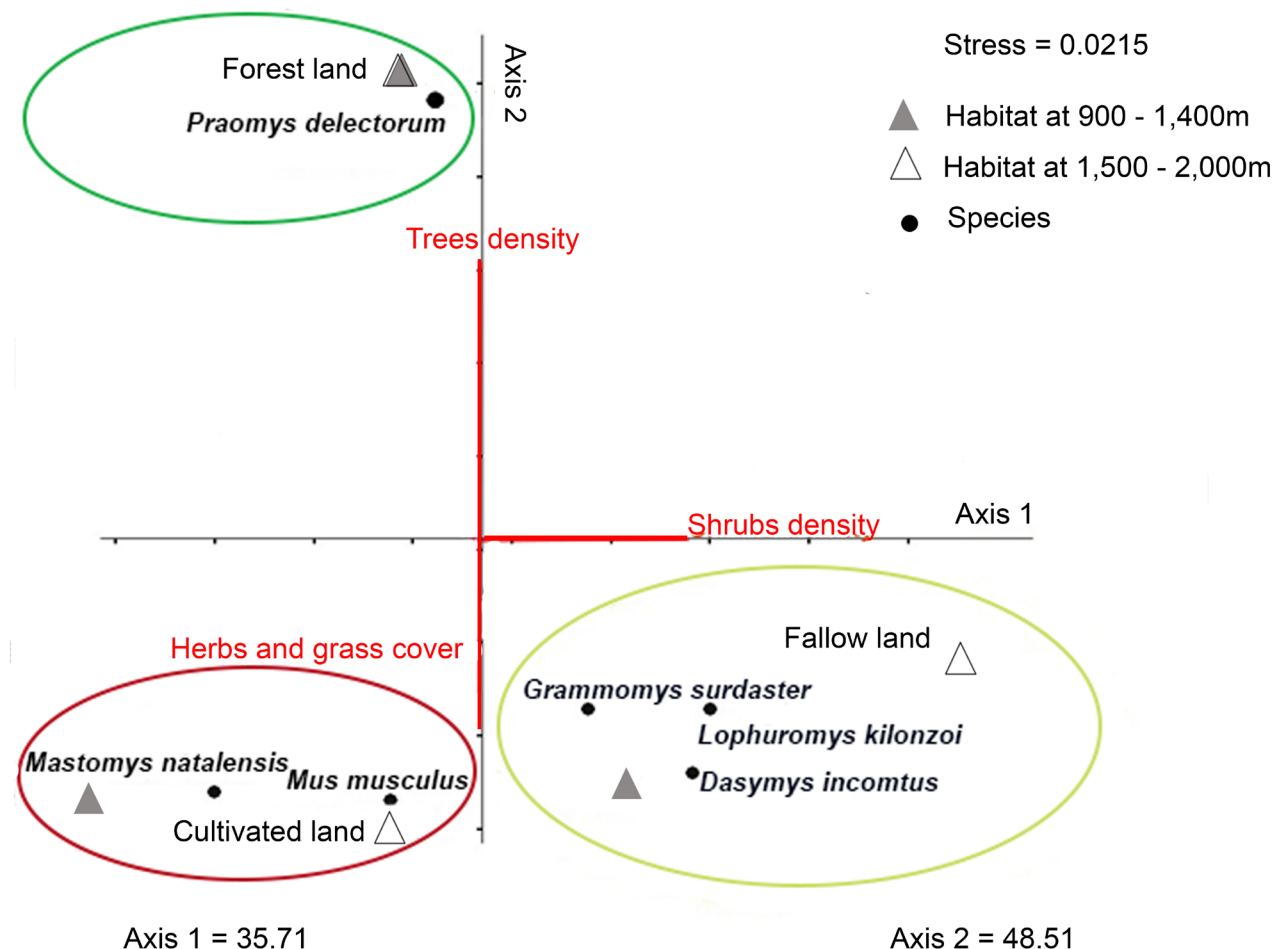 Stress = 0.0215
Forest land
Axis 2
Praomys delectorum
Habitat at 900 - 1,400m
Habitat at 1,500 - 2,000m
Species
Trees density
Axis 1
Shrubs density
Herbs and grass cover
Fallow land
Grammomys surdaster
Lophuromys kilonzoi
Mastomys natalensis
Mus musculus
Dasymys incomtus
Cultivated land
Axis 1 = 35.71
Axis 2 = 48.51